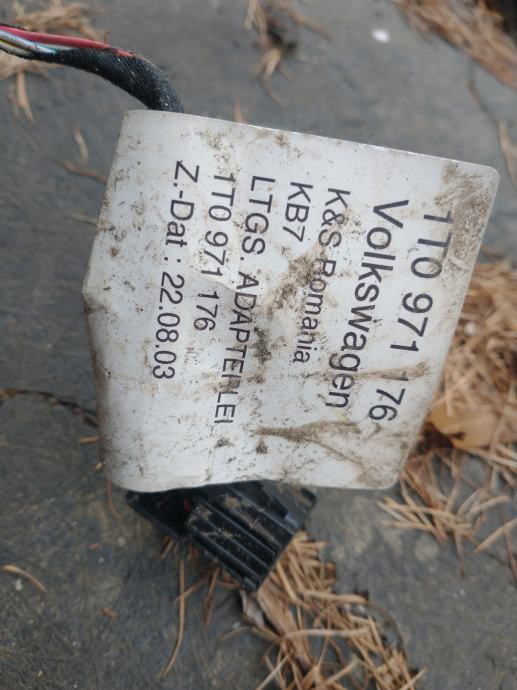 1T0 971 176
Volkswagen
K&S Romania
KB7
LTGS. ADAPTERLEI
1T0 971 176
Z.-Dat : 22.08.03